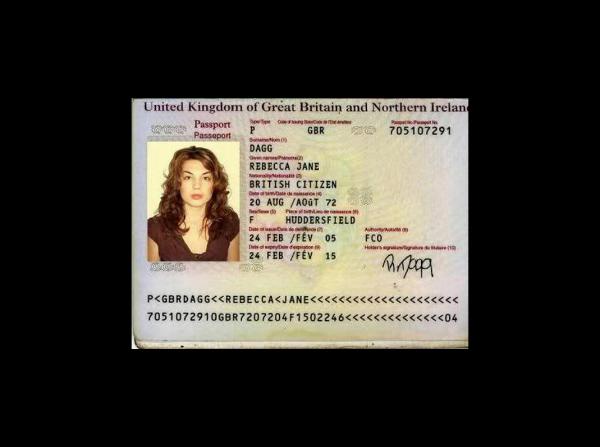 United Kingdom of Great Britain and Northern Irelan
Passport
Passeport
Type/Type Code of Issuing State/Code de l'Etat émetteur Passport No./Passeport No.
P GBR 705107291
Surname/Nom (1)
DAGG
Given names/Prénoms (2)
REBECCA JANE
Nationality/Nationalité (3)
BRITISH CITIZEN
Date of birth/Date de naissance (4)
20 AUG /AOÛT 72
Sex/Sexe (5) Place of birth/Lieu de naissance (6)
F HUDDERSFIELD
Date of issue/Date de délivrance (7) Authority/Autorité (8)
24 FEB /FÉV 05 FCO
Date of expiry/Date d'expiration (9) Holder's signature/Signature du titulaire (10)
24 FEB /FÉV 15
P<GBRDAGG<<REBECCA<JANE<<<<<<<<<<<<<<<<<<<<<
7051072910GBR7207204F1502246<<<<<<<<<<<<<<04